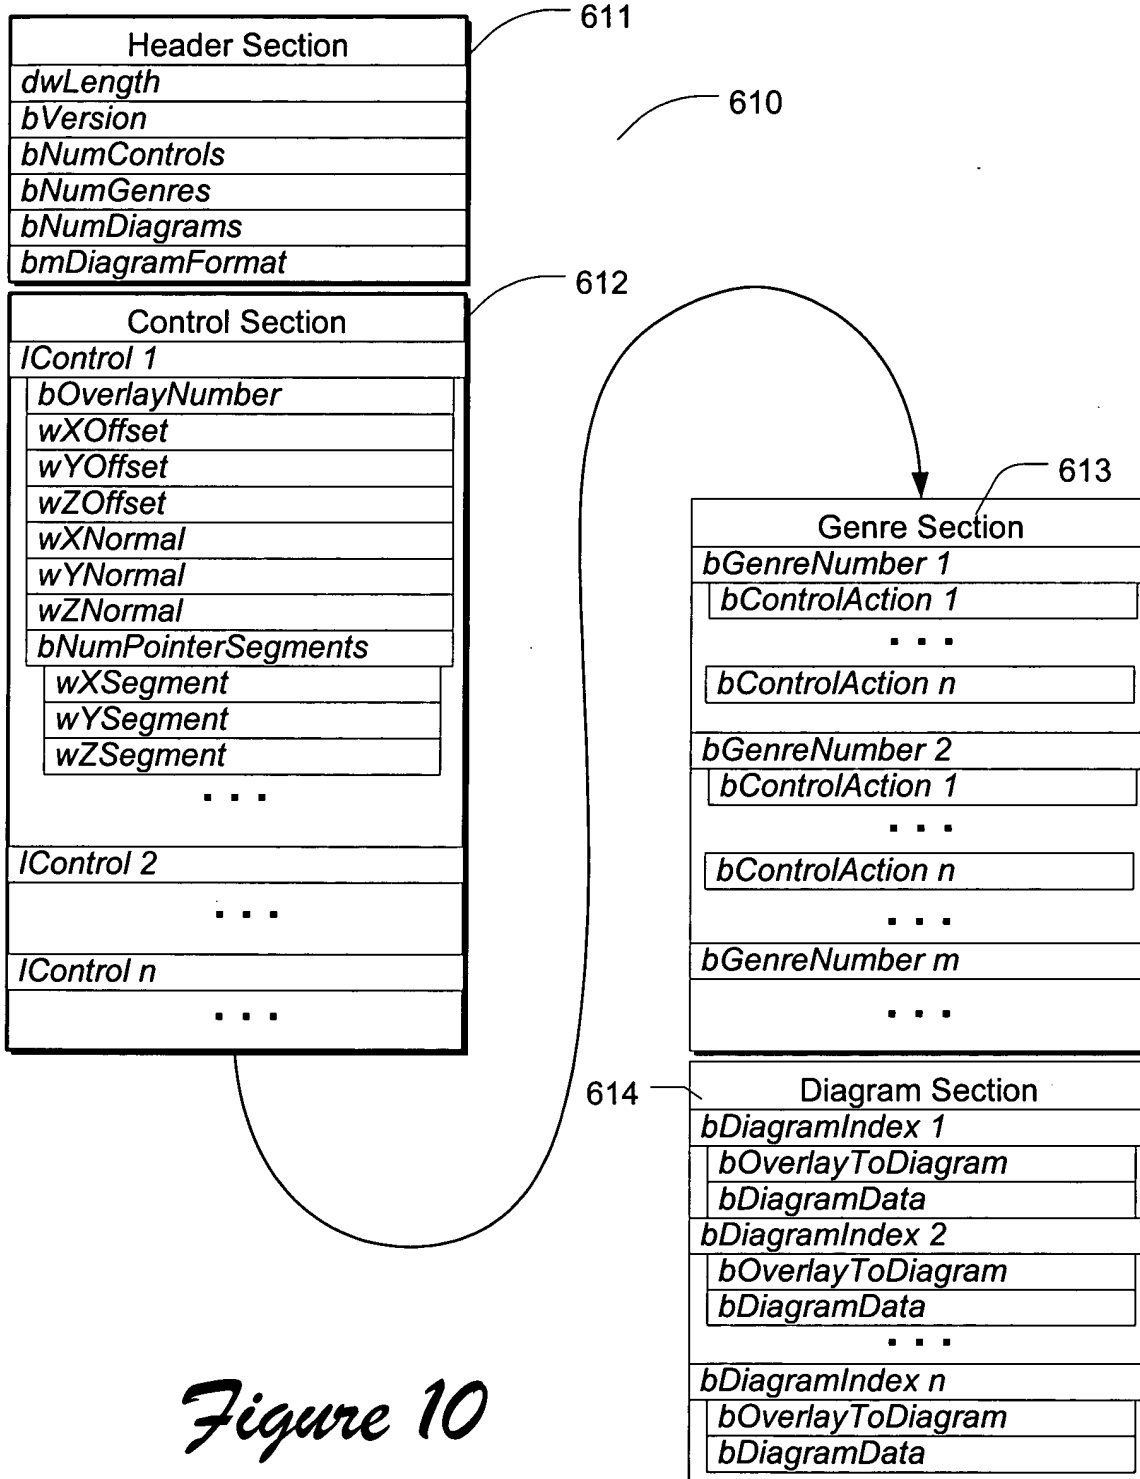 611
Header Section
dwLength
bVersion
bNumControls
bNumGenres
bNumDiagrams
bmDiagramFormat
610
612
Control Section
lControl 1
bOverlayNumber
wXOffset
wYOffset
wZOffset
wXNormal
wYNormal
wZNormal
bNumPointerSegments
wXSegment
wYSegment
wZSegment
. . .
lControl 2
. . .
lControl n
. . .
613
Genre Section
bGenreNumber 1
bControlAction 1
. . .
bControlAction n
bGenreNumber 2
bControlAction 1
. . .
bControlAction n
. . .
bGenreNumber m
. . .
614
Diagram Section
bDiagramIndex 1
bOverlayToDiagram
bDiagramData
bDiagramIndex 2
bOverlayToDiagram
bDiagramData
. . .
bDiagramIndex n
bOverlayToDiagram
bDiagramData
Figure 10